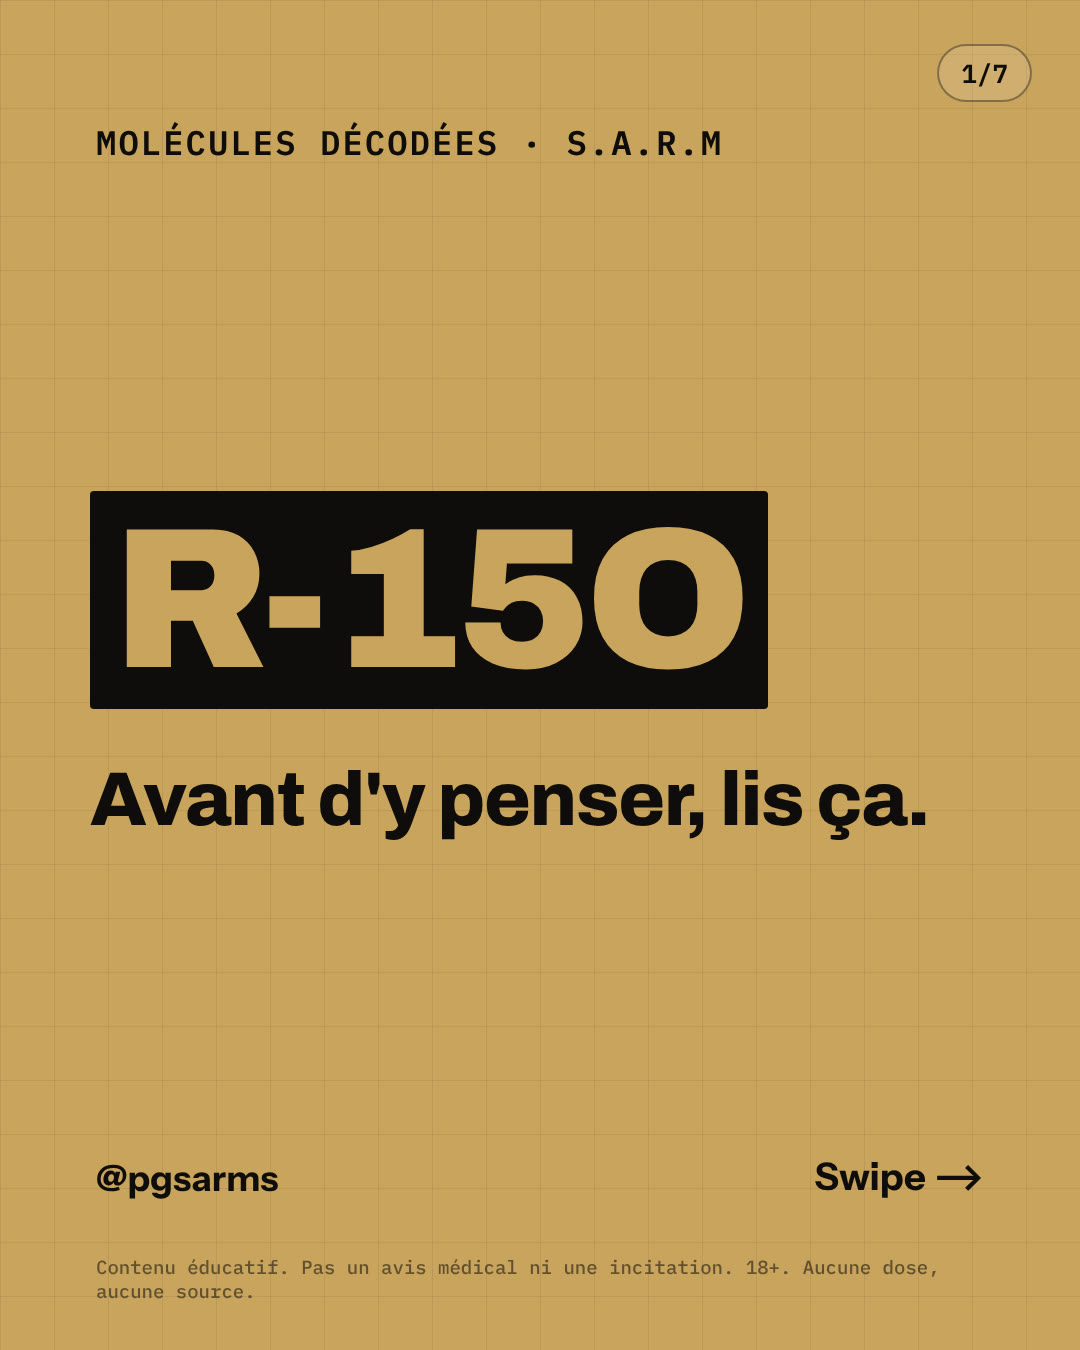 1/7
MOLÉCULES DÉCODÉES · S.A.R.M
R-150
Avant d'y penser, lis ça.
@pgsarms
Swipe →
Contenu éducatif. Pas un avis médical ni une incitation. 18+. Aucune dose,
aucune source.